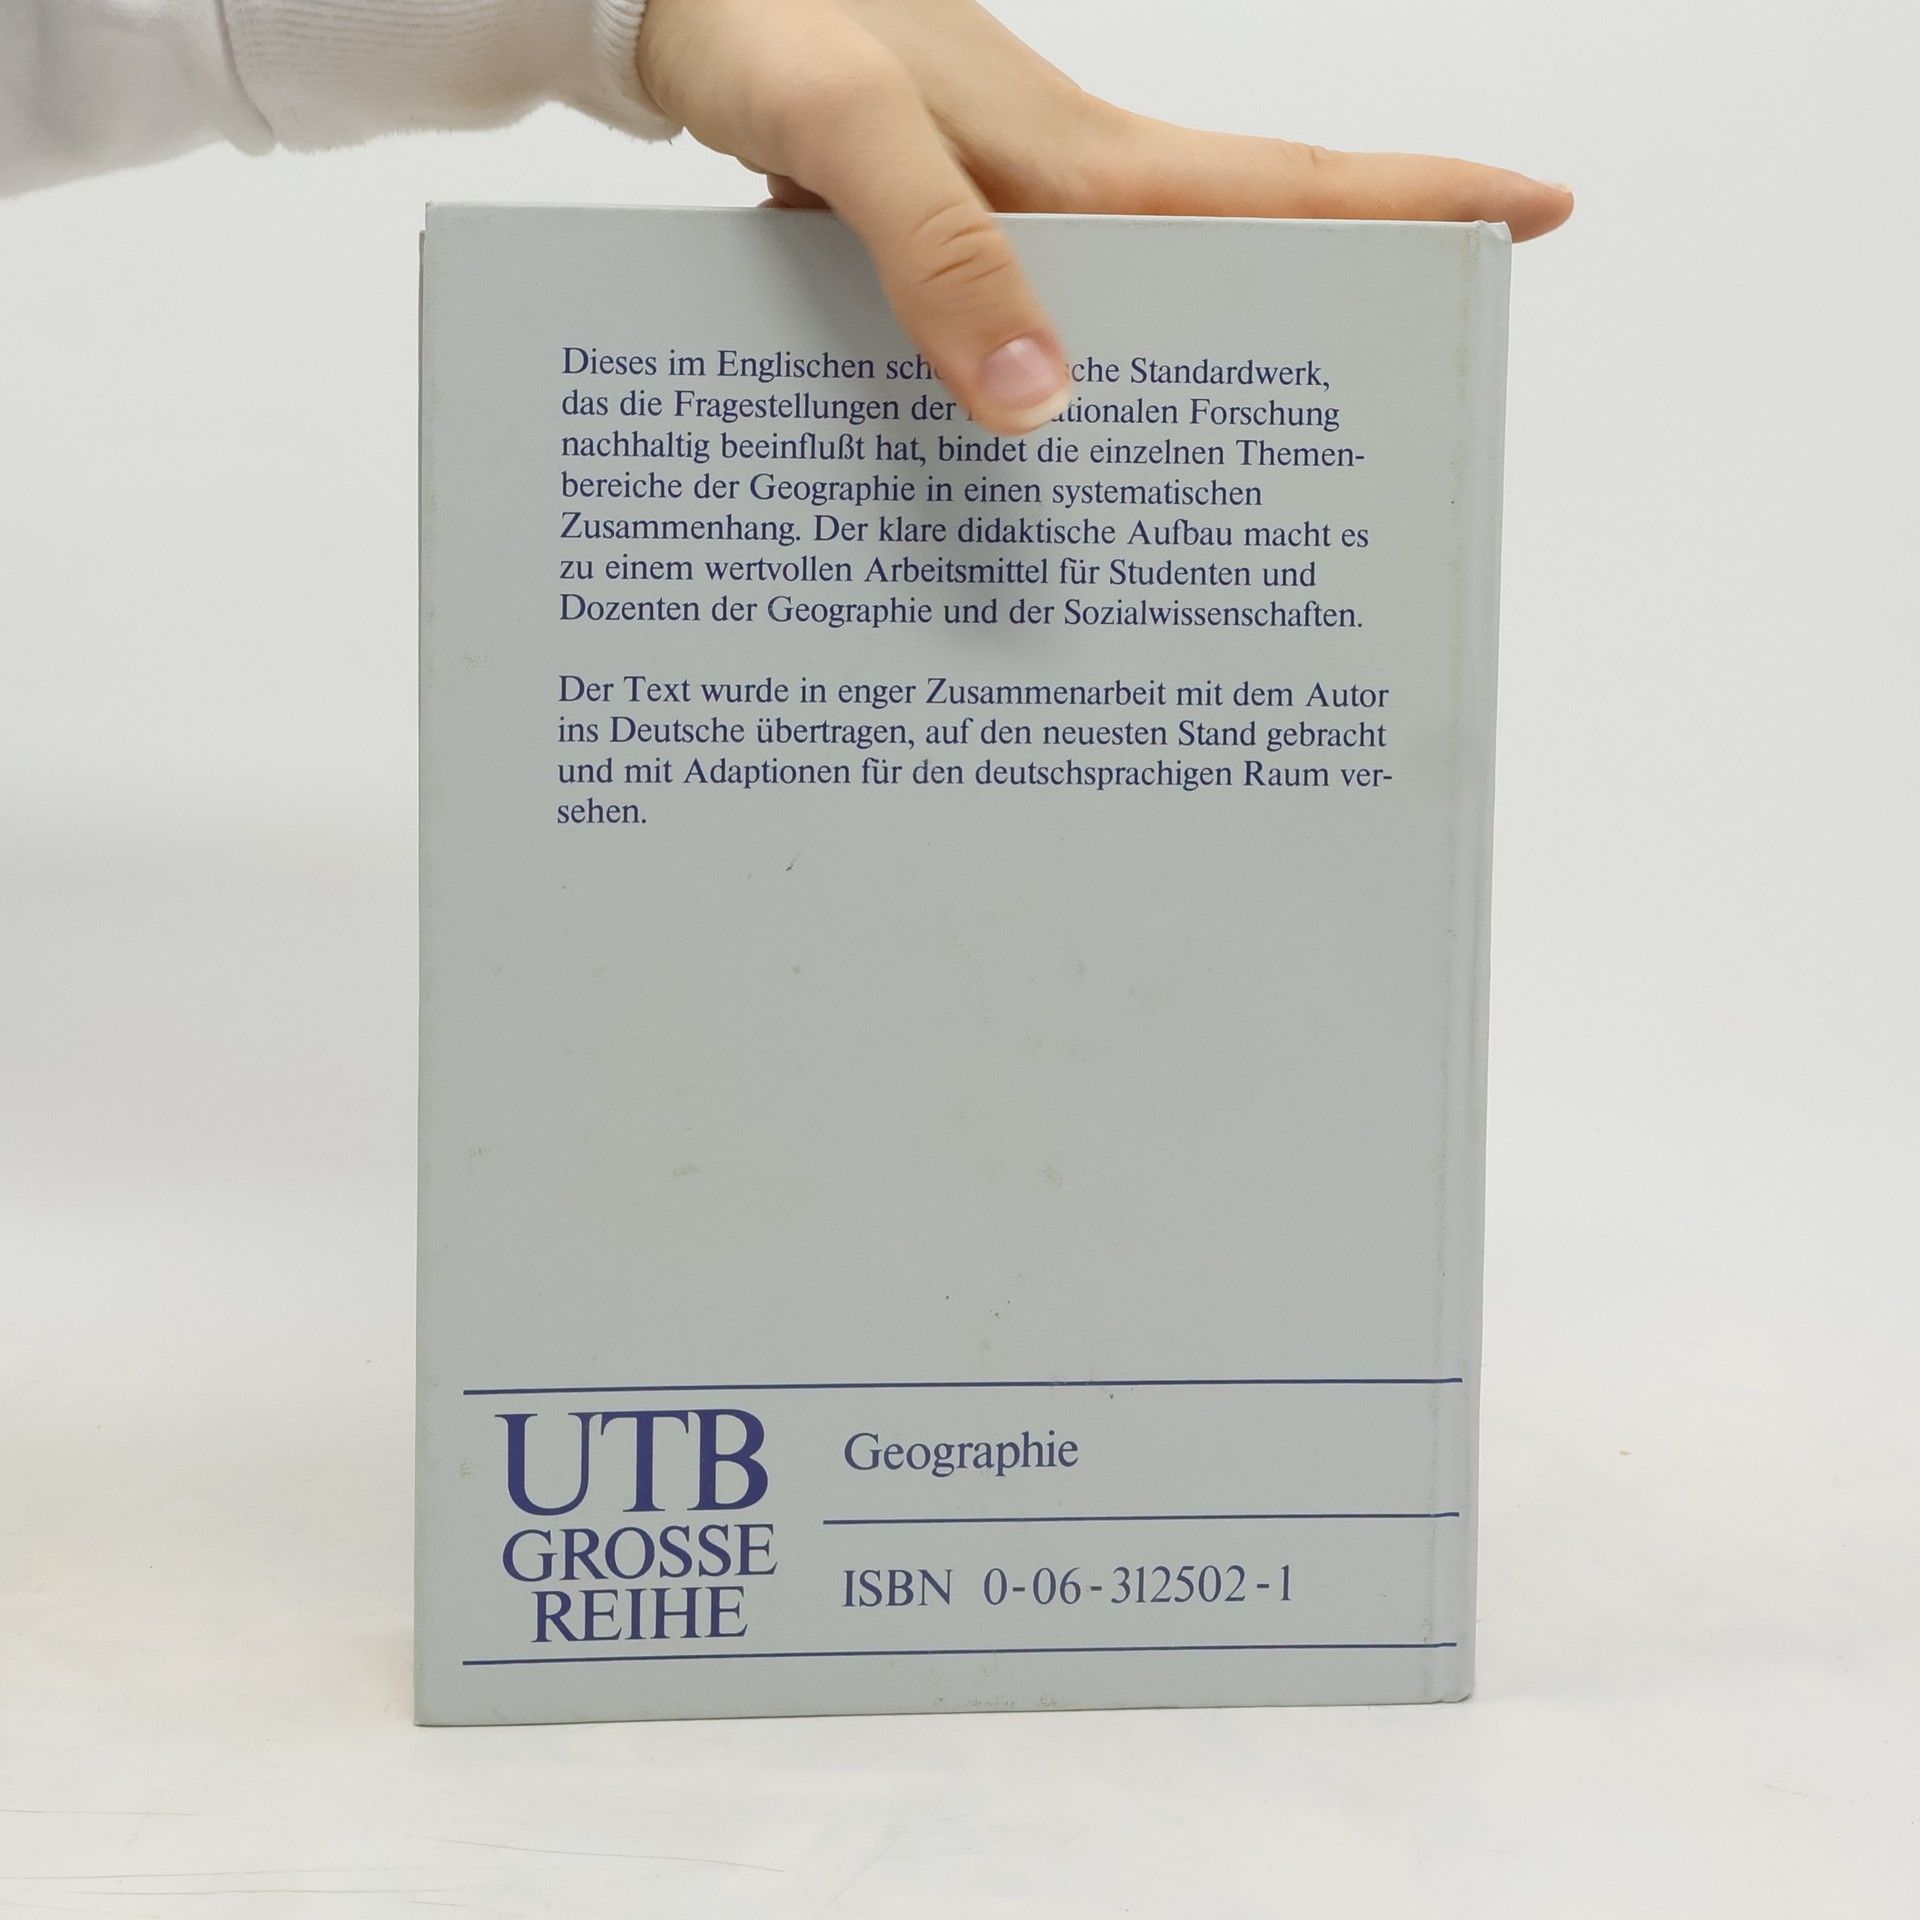 Dieses im Englischen sch che Standardwerk,
das die Fragestellungen der ationalen Forschung
nachhaltig beeinflußt hat, bindet die einzelnen Themen-
bereiche der Geographie in einen systematischen
Zusammenhang. Der klare didaktische Aufbau macht es
zu einem wertvollen Arbeitsmittel für Studenten und
Dozenten der Geographie und der Sozialwissenschaften.
Der Text wurde in enger Zusammenarbeit mit dem Autor
ins Deutsche übertragen, auf den neuesten Stand gebracht
und mit Adaptionen für den deutschsprachigen Raum ver-
sehen.
UTB
GROSSE
REIHE
Geographie
ISBN 0-06-312502-1